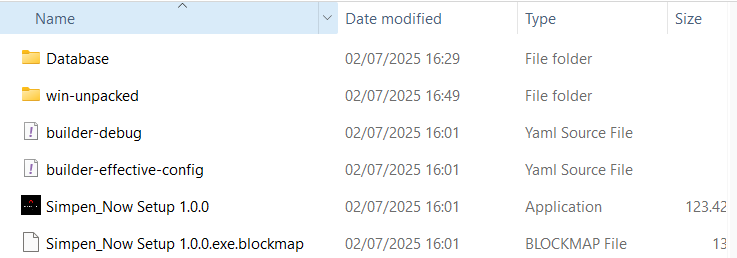 Name Date modified Type Size
Database 02/07/2025 16:29 File folder
win-unpacked 02/07/2025 16:49 File folder
builder-debug 02/07/2025 16:01 Yaml Source File
builder-effective-config 02/07/2025 16:01 Yaml Source File
Simpen_Now Setup 1.0.0 02/07/2025 16:01 Application 123.42
Simpen_Now Setup 1.0.0.exe.blockmap 02/07/2025 16:01 BLOCKMAP File 13